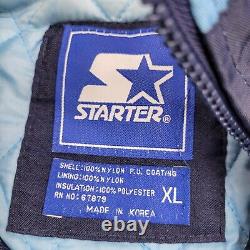 STARTER®
SHELL:100% NYLON P.U. COATING
LINING:100% NYLON
INSULATION:100% POLYESTER
RN NO: 67879
XL
MADE IN KOREA